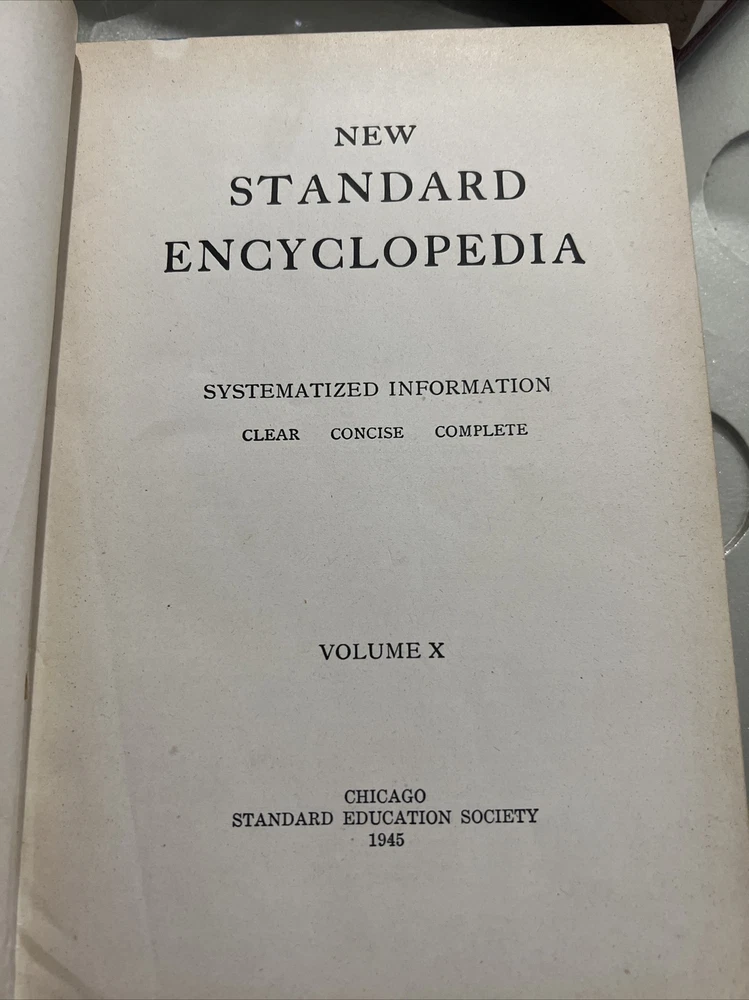 NEW
STANDARD
ENCYCLOPEDIA
SYSTEMATIZED INFORMATION
CLEAR CONCISE COMPLETE
VOLUME X
CHICAGO
STANDARD EDUCATION SOCIETY
1945